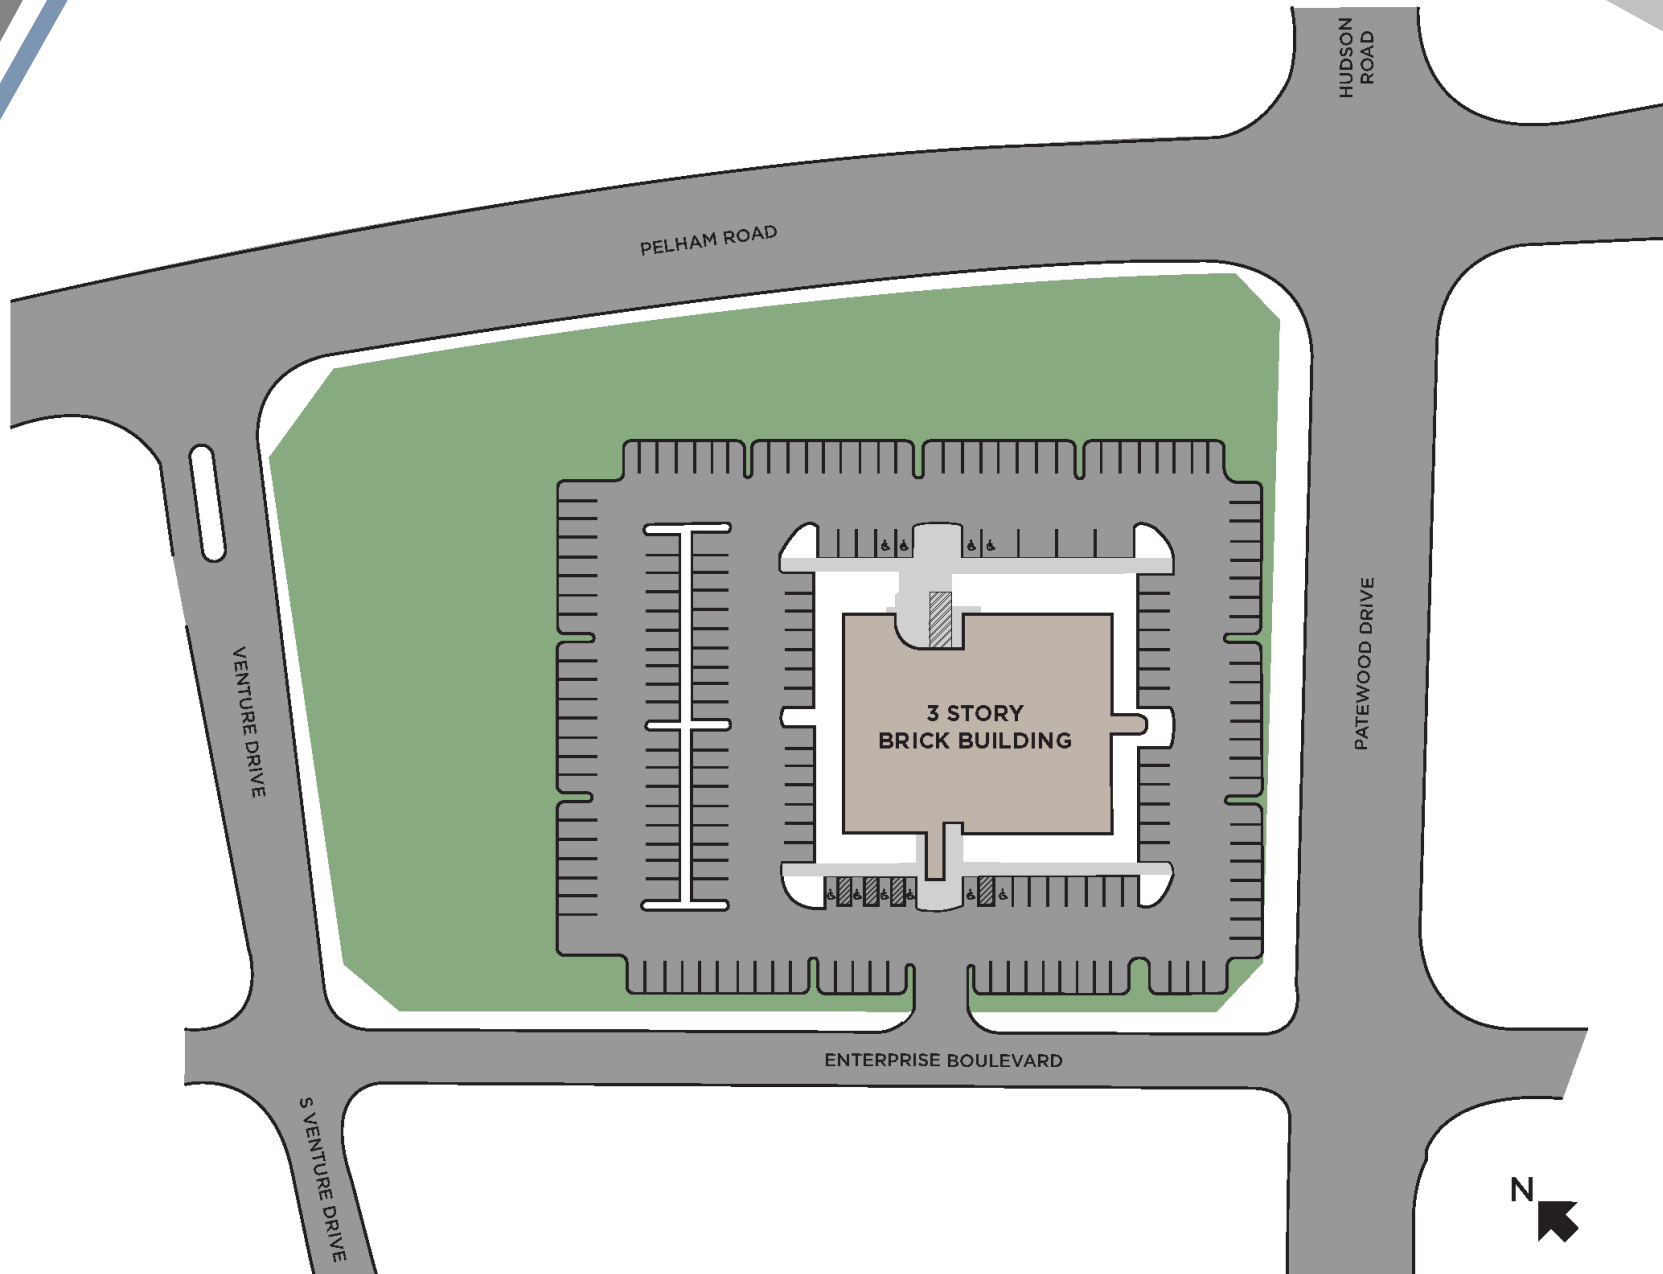 HUDSON
ROAD
PELHAM ROAD
PATEWOOD DRIVE
VENTURE DRIVE
3 STORY
BRICK BUILDING
ENTERPRISE BOULEVARD
S VENTURE DRIVE
N